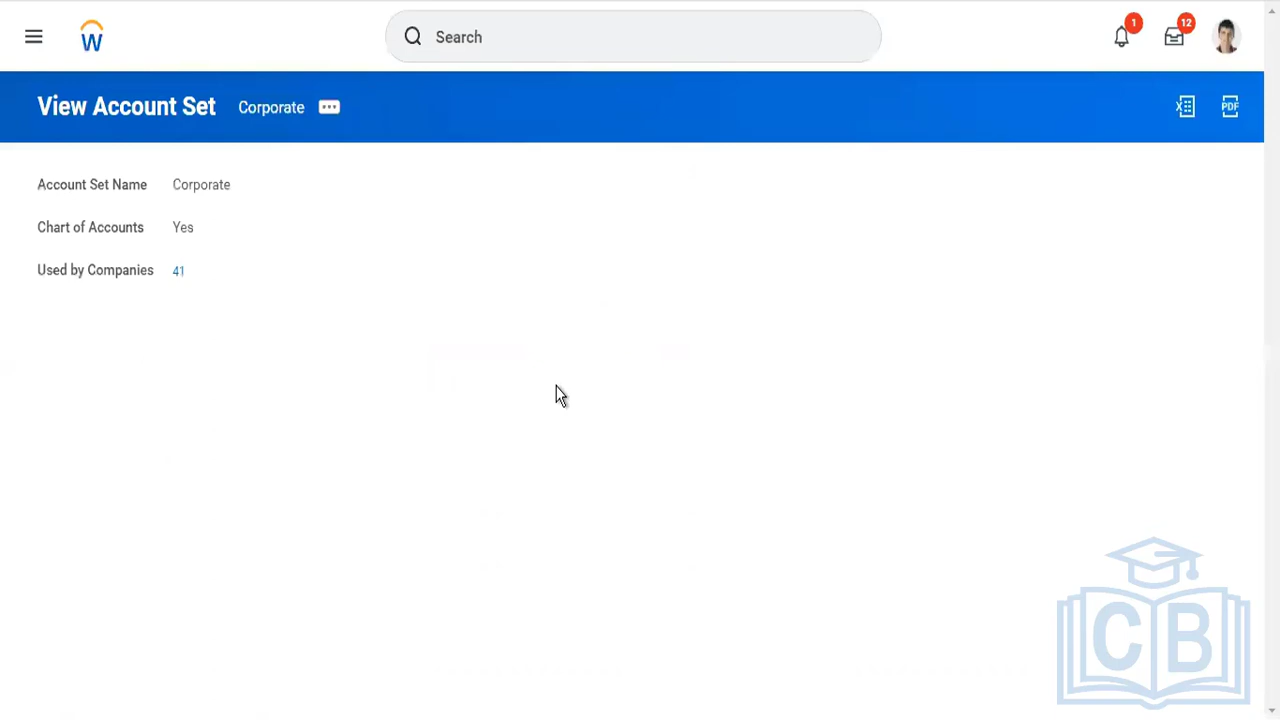 W
Search
1
12
View Account Set Corporate
PDF
Account Set Name Corporate
Chart of Accounts Yes
Used by Companies 41
CB